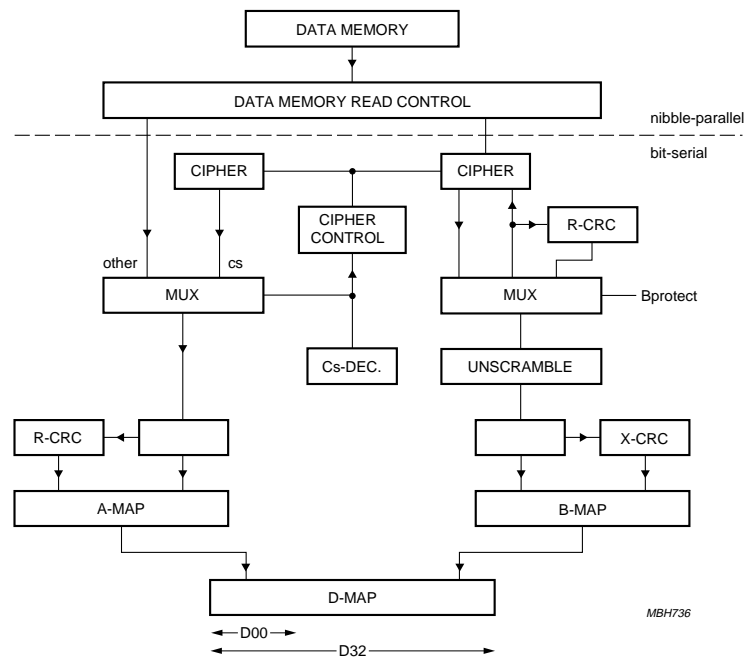 DATA MEMORY
DATA MEMORY READ CONTROL
nibble-parallel
bit-serial
CIPHER
CIPHER
CIPHER
CONTROL
R-CRC
other
cs
MUX
MUX
Bprotect
Cs-DEC.
UNSCRAMBLE
R-CRC
X-CRC
A-MAP
B-MAP
D-MAP
MBH736
D00
D32